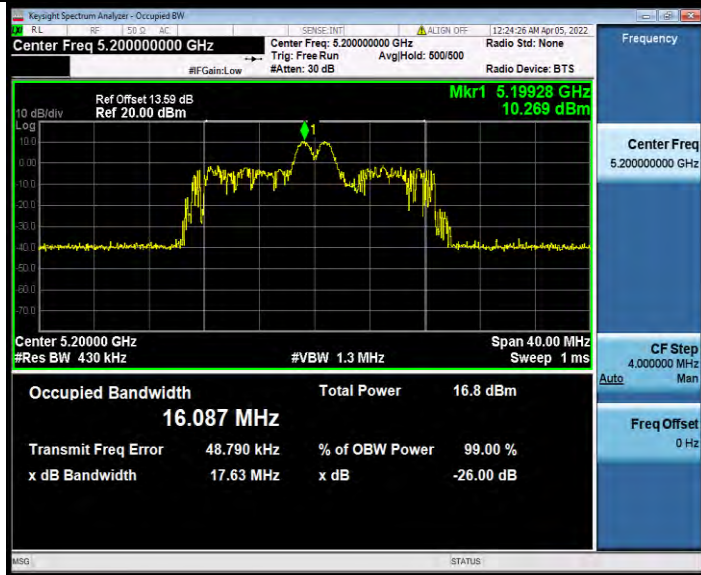 Keysight Spectrum Analyzer - Occupied BW
RL RF 50 Ω AC SENSE:INT ALIGN OFF 12:24:26 AM Apr 05, 2022
Center Freq 5.200000000 GHz Center Freq: 5.200000000 GHz Radio Std: None Frequency
Trig: Free Run Avg|Hold: 500/500
#IFGain:Low #Atten: 30 dB Radio Device: BTS
Ref Offset 13.59 dB Mkr1 5.19928 GHz
10 dB/div Ref 20.00 dBm 10.269 dBm
Log
1
10.0
0.00
-10.0
-20.0
-30.0
-40.0
-50.0
-60.0
-70.0
Center Freq
5.200000000 GHz
Center 5.20000 GHz Span 40.00 MHz
#Res BW 430 kHz #VBW 1.3 MHz Sweep 1 ms
CF Step
4.000000 MHz
Auto Man
Occupied Bandwidth Total Power 16.8 dBm
16.087 MHz
Transmit Freq Error 48.790 kHz % of OBW Power 99.00 %
x dB Bandwidth 17.63 MHz x dB -26.00 dB
Freq Offset
0 Hz
MSG STATUS